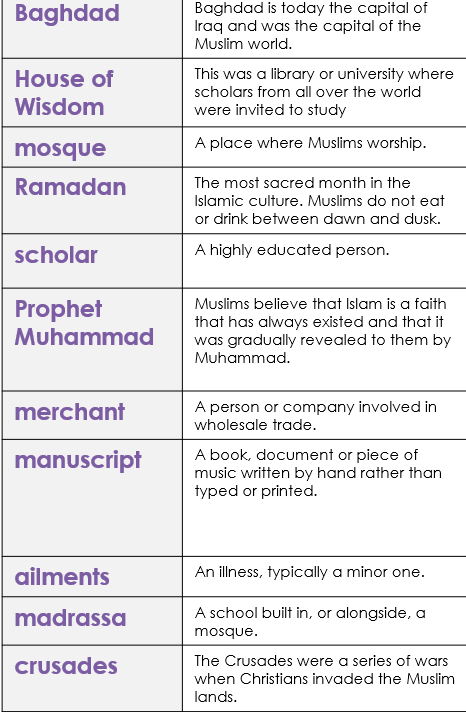 Baghdad
Baghdad is today the capital of
Iraq and was the capital of the
Muslim world.
House of
Wisdom
This was a library or university where
scholars from all over the world
were invited to study
mosque
A place where Muslims worship.
Ramadan
The most sacred month in the
Islamic culture. Muslims do not eat
or drink between dawn and dusk.
scholar
A highly educated person.
Prophet
Muhammad
Muslims believe that Islam is a faith
that has always existed and that it
was gradually revealed to them by
Muhammad.
merchant
A person or company involved in
wholesale trade.
manuscript
A book, document or piece of
music written by hand rather than
typed or printed.
ailments
An illness, typically a minor one.
madrassa
A school built in, or alongside, a
mosque.
crusades
The Crusades were a series of wars
when Christians invaded the Muslim
lands.